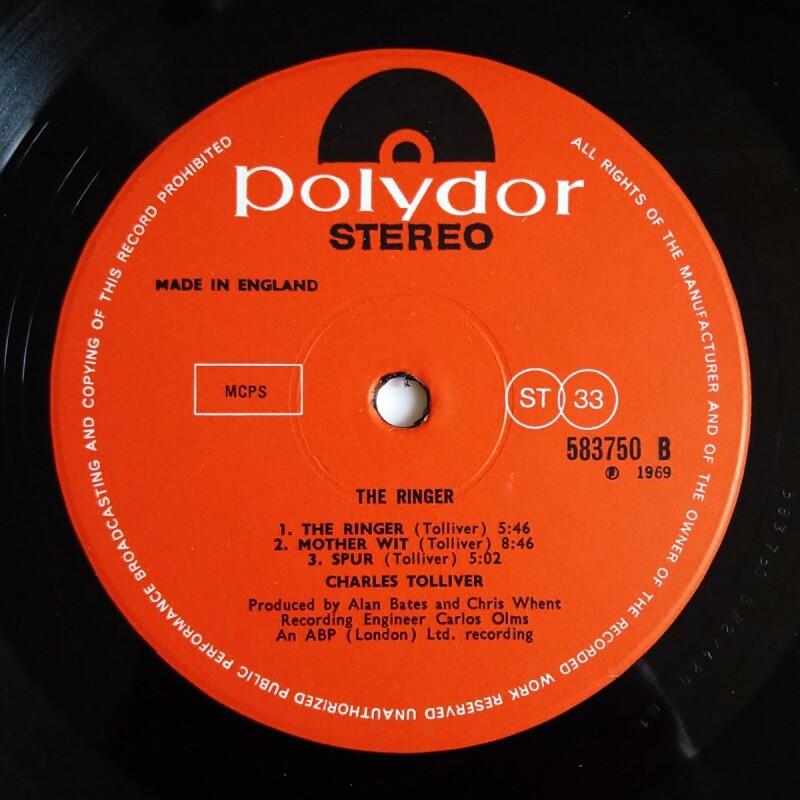 polydor
STEREO
MADE IN ENGLAND
MCPS
ST 33
583750 B
℗ 1969
THE RINGER
1. THE RINGER (Tolliver) 5:46
2. MOTHER WIT (Tolliver) 8:46
3. SPUR (Tolliver) 5:02
CHARLES TOLLIVER
Produced by Alan Bates and Chris Whent
Recording Engineer Carlos Olms
An ABP (London) Ltd. recording
ALL RIGHTS OF THE MANUFACTURER AND OF THE OWNER OF THE RECORDED WORK RESERVED UNAUTHORIZED PUBLIC PERFORMANCE BROADCASTING AND COPYING OF THIS RECORD PROHIBITED